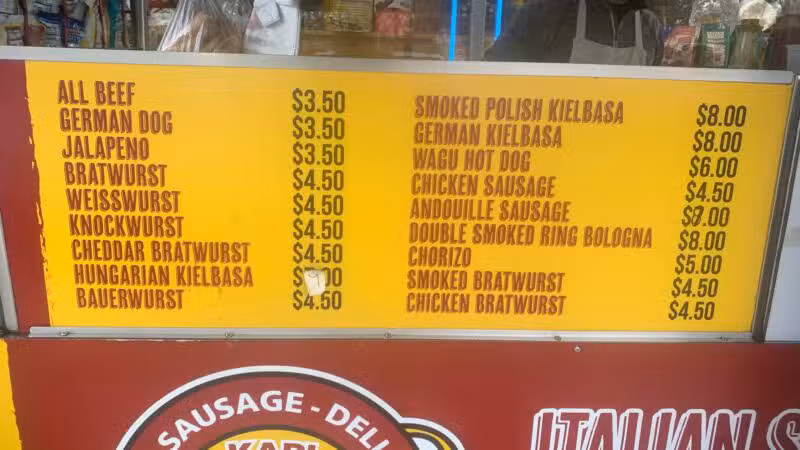 ALL BEEF $3.50
GERMAN DOG $3.50
JALAPENO $3.50
BRATWURST $4.50
WEISSWURST $4.50
KNOCKWURST $4.50
CHEDDAR BRATWURST $4.50
HUNGARIAN KIELBASA
BAUERWURST $4.50
SMOKED POLISH KIELBASA $8.00
GERMAN KIELBASA $8.00
WAGU HOT DOG $6.00
CHICKEN SAUSAGE $4.50
ANDOUILLE SAUSAGE
DOUBLE SMOKED RING BOLOGNA $8.00
CHORIZO $5.00
SMOKED BRATWURST $4.50
CHICKEN BRATWURST $4.50
SAUSAGE - DELI
ITALIAN